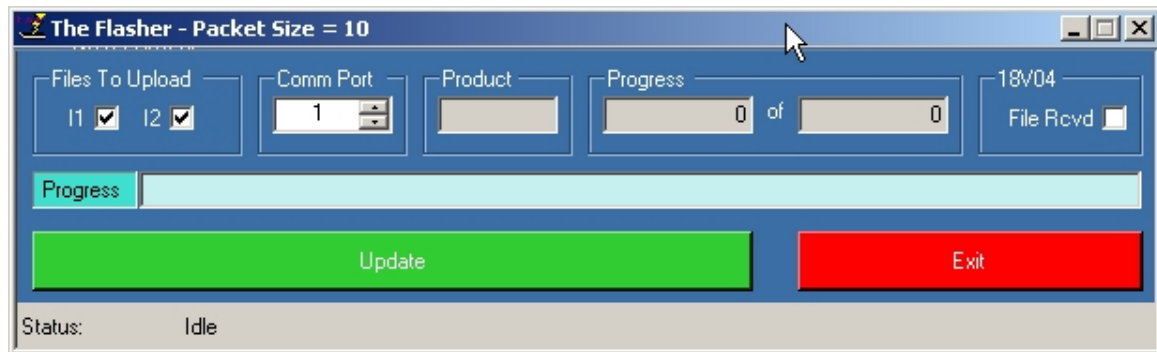 The Flasher - Packet Size = 10
Files To Upload Comm Port Product Progress 18V04
I1 I2 1 0 of 0 File Rcvd
Progress
Update Exit
Status: Idle